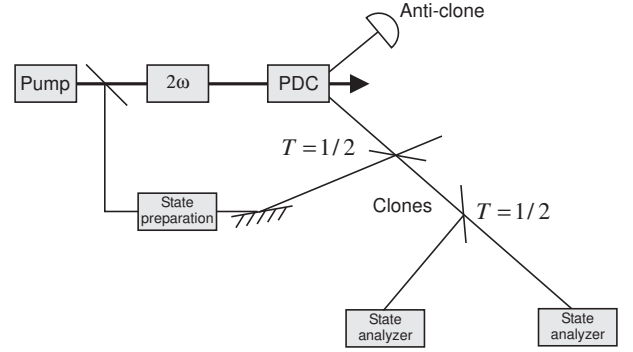 Anti-clone
Pump
2ω
PDC
T = 1/2
State
preparation
Clones
T = 1/2
State
analyzer
State
analyzer